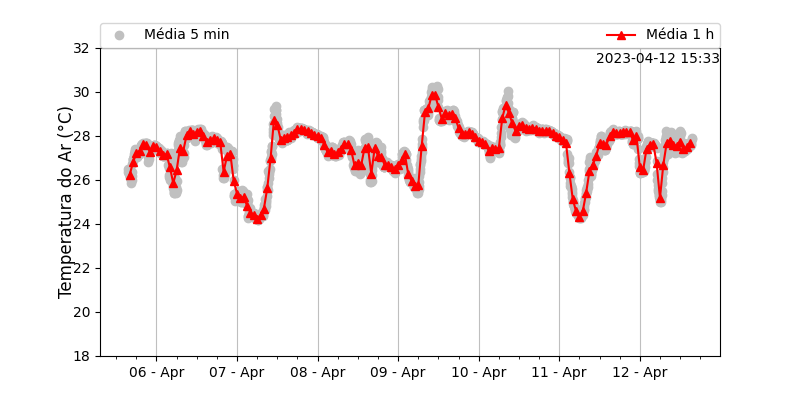 Média 5 min
Média 1 h
2023-04-12 15:33
Temperatura do Ar (°C)
32
30
28
26
24
22
20
18
06 - Apr
07 - Apr
08 - Apr
09 - Apr
10 - Apr
11 - Apr
12 - Apr